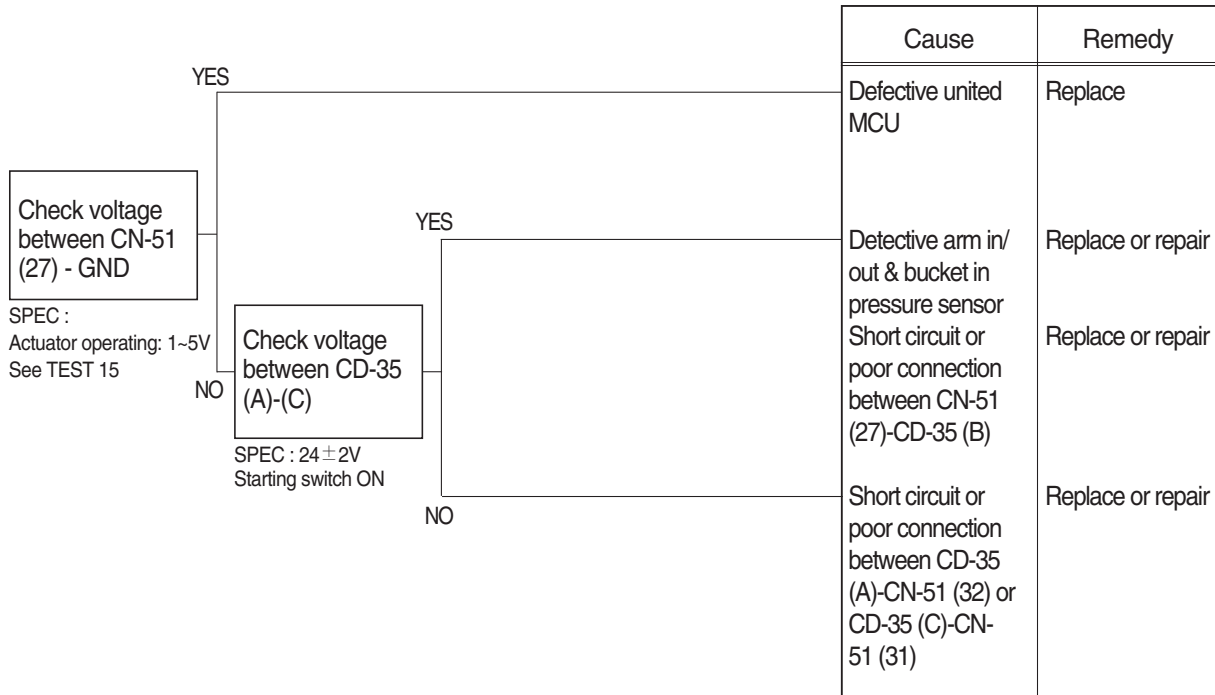 Cause
Remedy
YES
Defective united
MCU
Replace
Check voltage
between CN-51
(27) - GND
SPEC :
Actuator operating: 1~5V
See TEST 15
YES
Detective arm in/
out & bucket in
pressure sensor
Replace or repair
NO
Check voltage
between CD-35
(A)-(C)
SPEC : 24±2V
Starting switch ON
Short circuit or
poor connection
between CN-51
(27)-CD-35 (B)
Replace or repair
NO
Short circuit or
poor connection
between CD-35
(A)-CN-51 (32) or
CD-35 (C)-CN-
51 (31)
Replace or repair